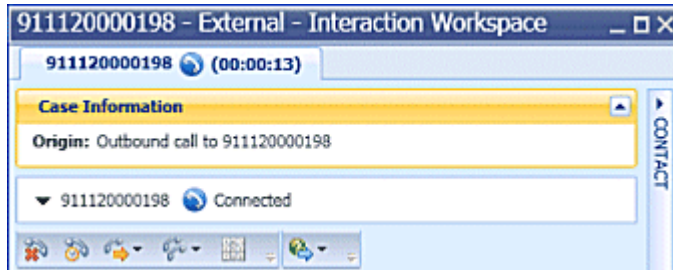 911120000198 - External - Interaction Workspace
911120000198 (00:00:13)
Case Information
Origin: Outbound call to 911120000198
911120000198 Connected
CONTACT